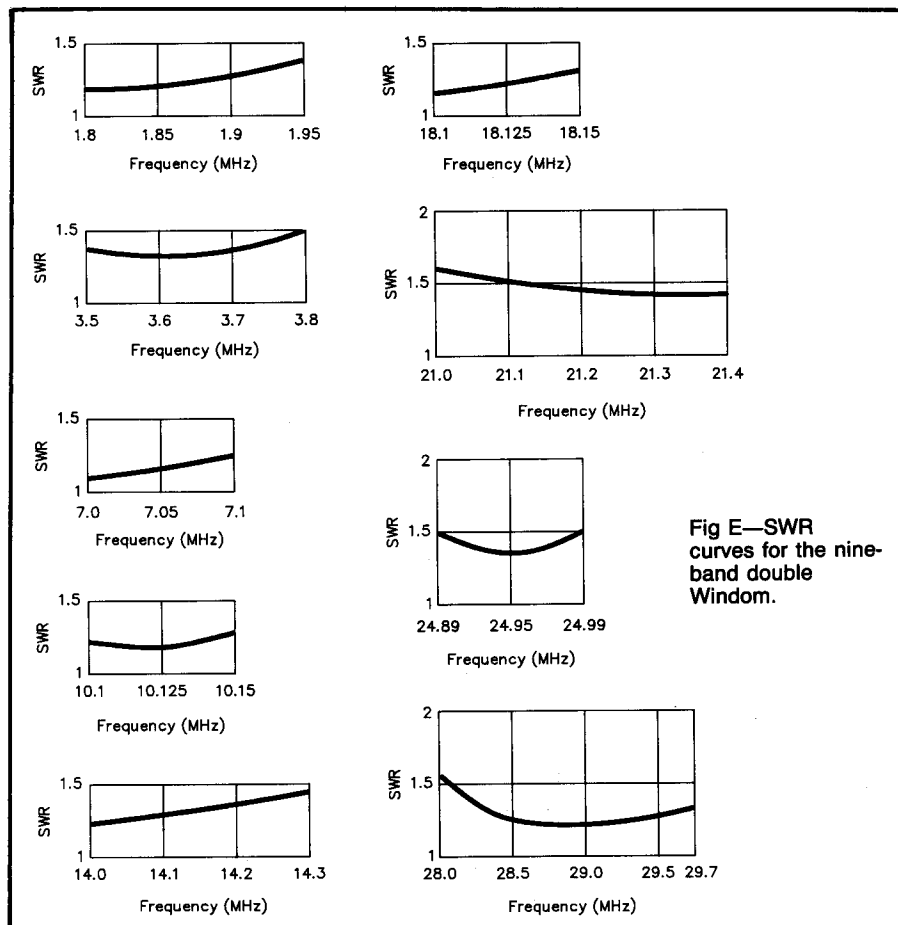 1.5
SWR
1
1.8 1.85 1.9 1.95
Frequency (MHz)
1.5
SWR
1
3.5 3.6 3.7 3.8
Frequency (MHz)
1.5
SWR
1
7.0 7.05 7.1
Frequency (MHz)
1.5
SWR
1
10.1 10.125 10.15
Frequency (MHz)
1.5
SWR
1
14.0 14.1 14.2 14.3
Frequency (MHz)
1.5
SWR
1
18.1 18.125 18.15
Frequency (MHz)
2
1.5
SWR
1
21.0 21.1 21.2 21.3 21.4
Frequency (MHz)
2
1.5
SWR
1
24.89 24.95 24.99
Frequency (MHz)
2
1.5
SWR
1
28.0 28.5 29.0 29.5 29.7
Frequency (MHz)
Fig E—SWR
curves for the nine-
band double
Windom.